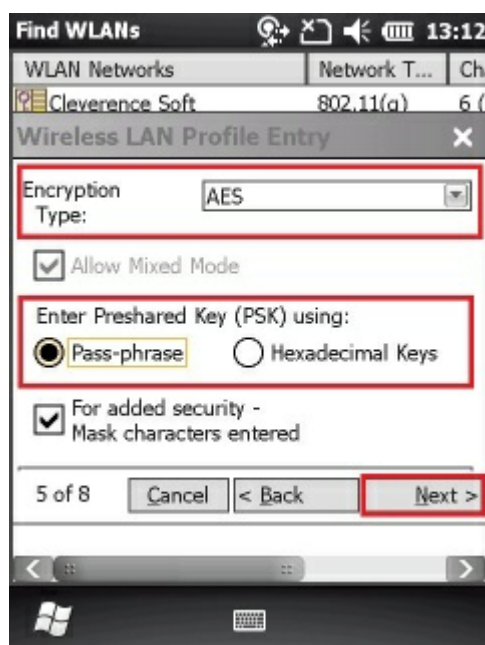 Find WLANs 13:12
WLAN Networks Network T... Ch
Cleverence Soft 802.11(g) 6 (
Wireless LAN Profile Entry
Encryption
Type: AES
Allow Mixed Mode
Enter Preshared Key (PSK) using:
Pass-phrase Hexadecimal Keys
For added security -
Mask characters entered
5 of 8 Cancel < Back Next >